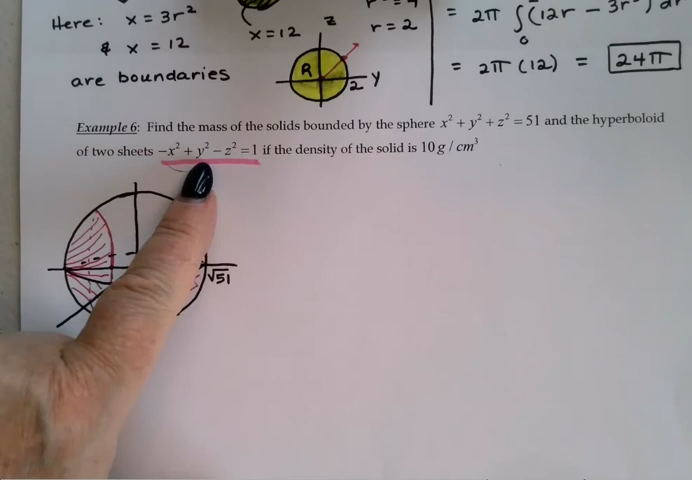 Here: x = 3r²
& x = 12
are boundaries
x=12
r = 2
z
R
2
y
= 2π ∫ (12r − 3r
0
= 2π (12) = 24π
Example 6: Find the mass of the solids bounded by the sphere x² + y² + z² = 51 and the hyperboloid
of two sheets −x² + y² − z² = 1 if the density of the solid is 10 g / cm³
√51